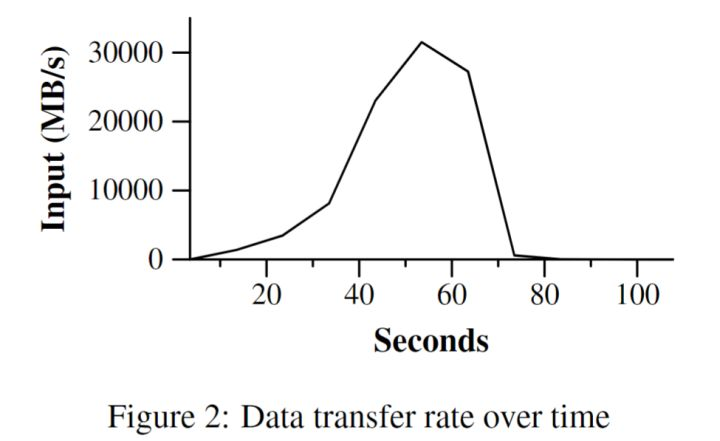 Input (MB/s)
30000
20000
10000
0
20 40 60 80 100
Seconds
Figure 2: Data transfer rate over time